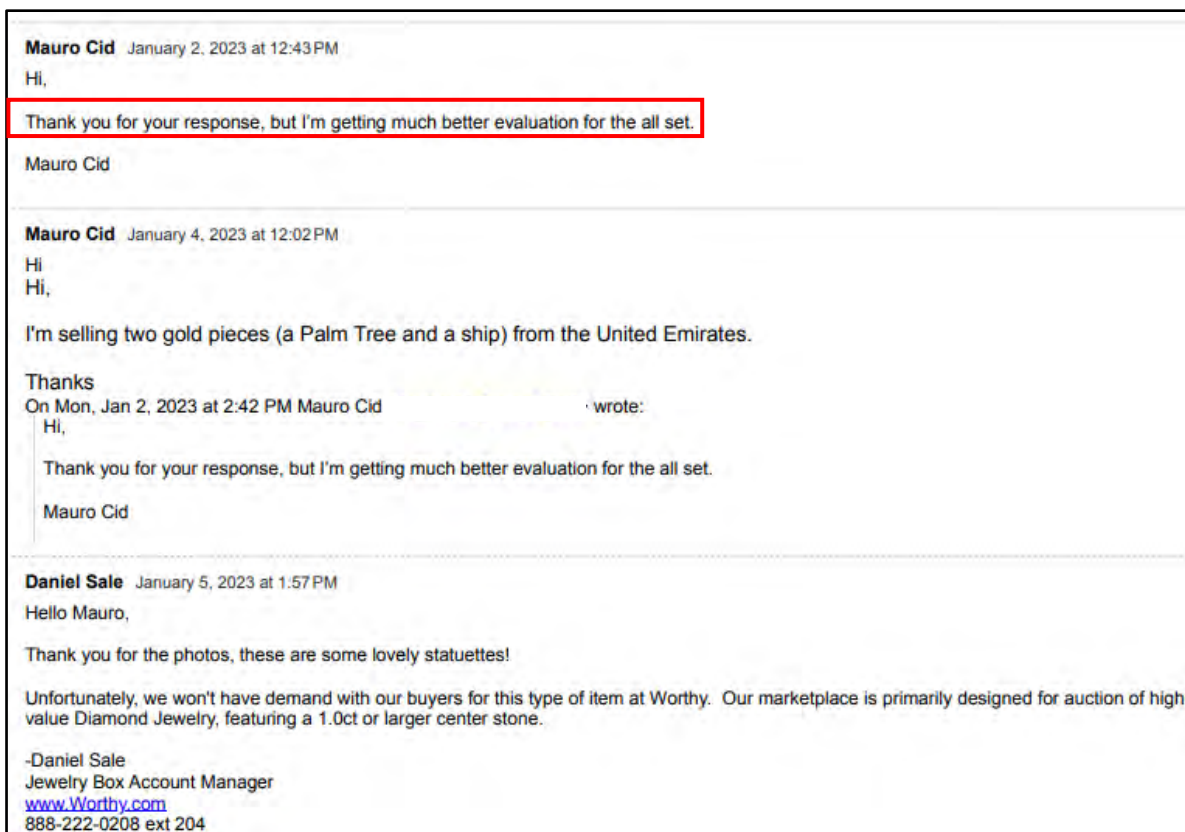 Mauro Cid January 2, 2023 at 12:43 PM
Hi,
Thank you for your response, but I'm getting much better evaluation for the all set.
Mauro Cid
Mauro Cid January 4, 2023 at 12:02 PM
Hi
Hi,
I'm selling two gold pieces (a Palm Tree and a ship) from the United Emirates.
Thanks
On Mon, Jan 2, 2023 at 2:42 PM Mauro Cid wrote:
Hi,
Thank you for your response, but I'm getting much better evaluation for the all set.
Mauro Cid
Daniel Sale January 5, 2023 at 1:57 PM
Hello Mauro,
Thank you for the photos, these are some lovely statuettes!
Unfortunately, we won't have demand with our buyers for this type of item at Worthy. Our marketplace is primarily designed for auction of high
value Diamond Jewelry, featuring a 1.0ct or larger center stone.
-Daniel Sale
Jewelry Box Account Manager
www.Worthy.com
888-222-0208 ext 204